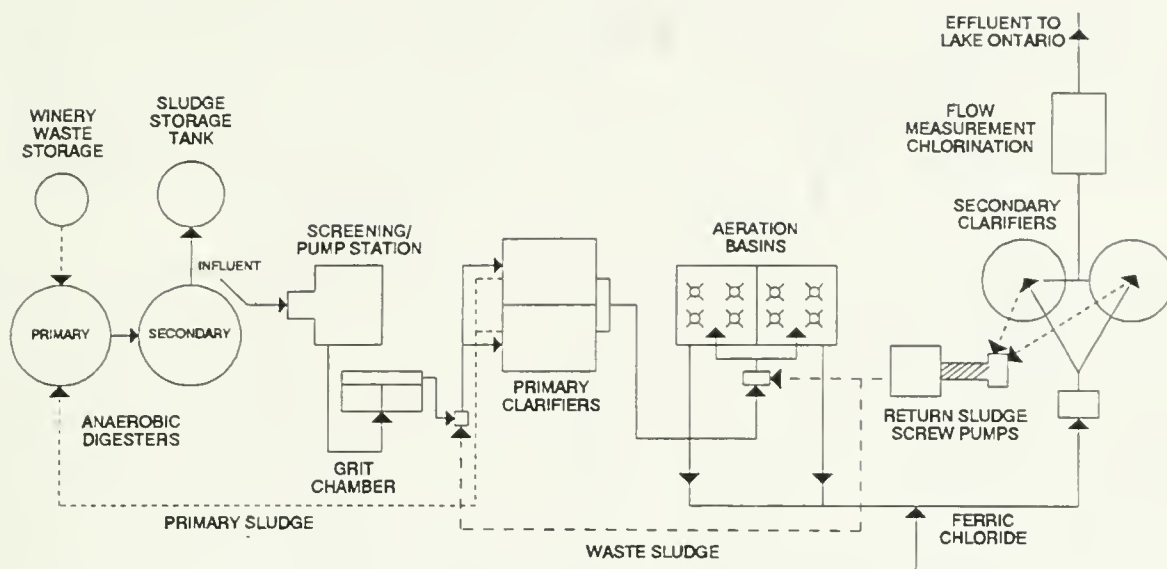 EFFLUENT TO
LAKE ONTARIO
WINERY
WASTE
STORAGE
SLUDGE
STORAGE
TANK
FLOW
MEASUREMENT
CHLORINATION
SCREENING/
PUMP STATION
AERATION
BASINS
SECONDARY
CLARIFIERS
INFLUENT
PRIMARY
SECONDARY
PRIMARY
CLARIFIERS
ANAEROBIC
DIGESTERS
RETURN SLUDGE
SCREW PUMPS
GRIT
CHAMBER
PRIMARY SLUDGE
WASTE SLUDGE
FERRIC
CHLORIDE